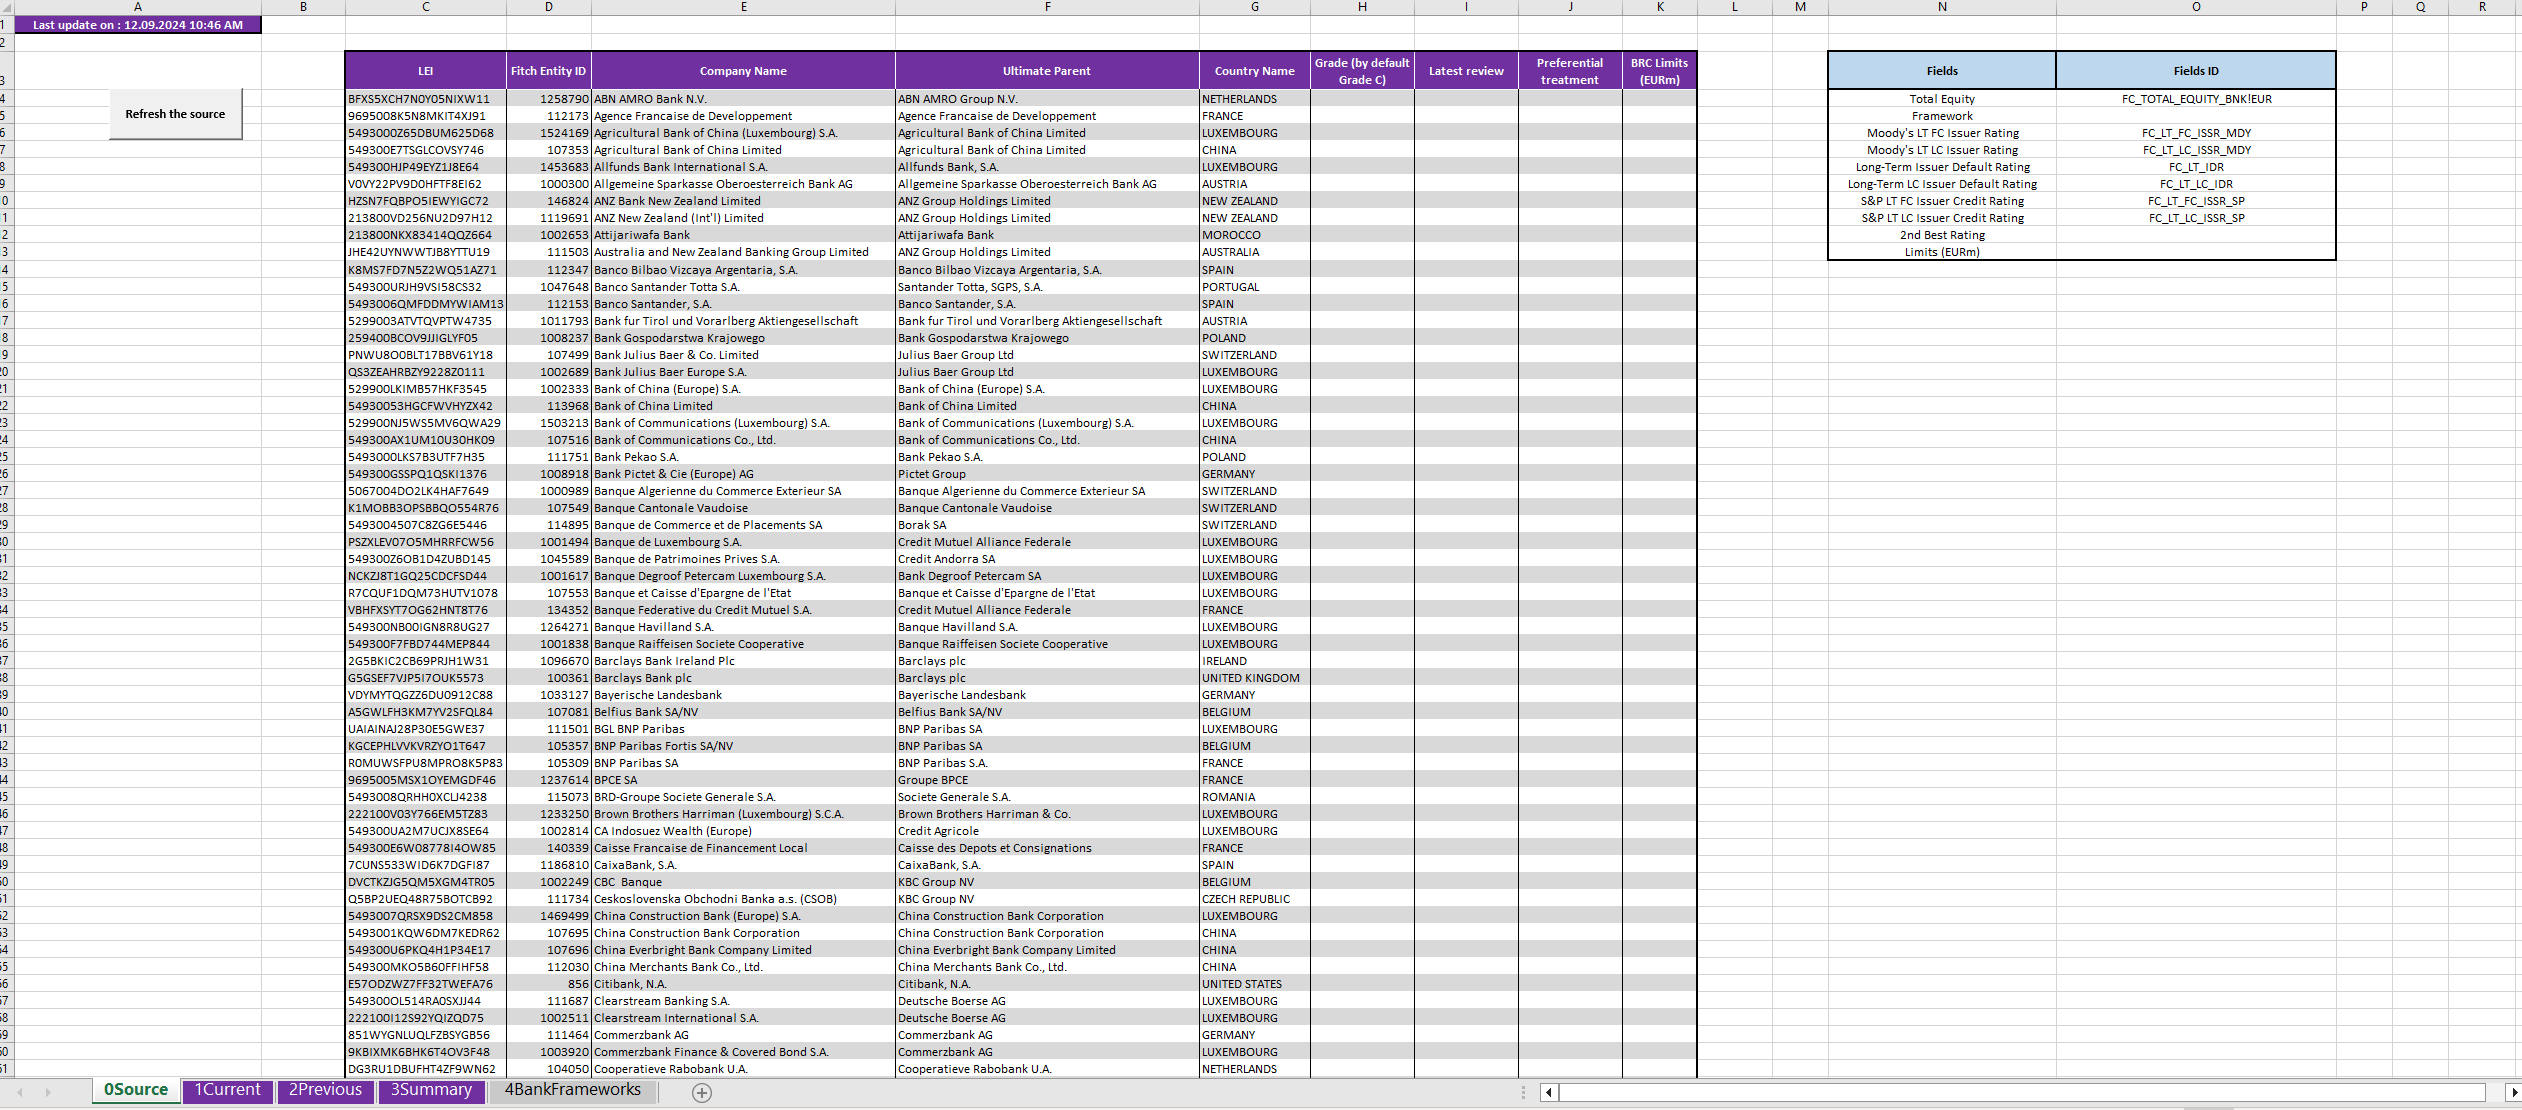 A B C D E F G H I J K L M N O P Q R
Last update on : 12.09.2024 10:46 AM
LEI Fitch Entity ID Company Name Ultimate Parent Country Name Grade (by default Grade C) Latest review Preferential treatment BRC Limits (EURm) Fields Fields ID
Refresh the source
BFXS5XCH7N0Y05NIXW11 1258790 ABN AMRO Bank N.V. ABN AMRO Group N.V. NETHERLANDS Total Equity FC_TOTAL_EQUITY_BNK!EUR
9695008K5N8MKIT4XJ91 112173 Agence Francaise de Developpement Agence Francaise de Developpement FRANCE Framework
5493000Z65DBUM625D68 1524169 Agricultural Bank of China (Luxembourg) S.A. Agricultural Bank of China Limited LUXEMBOURG Moody's LT FC Issuer Rating FC_LT_FC_ISSR_MDY
549300E7TSGLCOVSY746 107353 Agricultural Bank of China Limited Agricultural Bank of China Limited CHINA Moody's LT LC Issuer Rating FC_LT_LC_ISSR_MDY
549300HJP49EYZ1J8E64 1453683 Allfunds Bank International S.A. Allfunds Bank, S.A. LUXEMBOURG Long-Term Issuer Default Rating FC_LT_IDR
V0VY22PV9D0HFTF8EI62 1000300 Allgemeine Sparkasse Oberoesterreich Bank AG Allgemeine Sparkasse Oberoesterreich Bank AG AUSTRIA Long-Term LC Issuer Default Rating FC_LT_LC_IDR
HZSN7FQBPO5IEWYIGC72 146824 ANZ Bank New Zealand Limited ANZ Group Holdings Limited NEW ZEALAND S&P LT FC Issuer Credit Rating FC_LT_FC_ISSR_SP
213800VD256NU2D97H12 1119691 ANZ New Zealand (Int'l) Limited ANZ Group Holdings Limited NEW ZEALAND S&P LT LC Issuer Credit Rating FC_LT_LC_ISSR_SP
213800NKX83414QQZ664 1002653 Attijariwafa Bank Attijariwafa Bank MOROCCO 2nd Best Rating
JHE42UYNWWTJB8YTTU19 111503 Australia and New Zealand Banking Group Limited ANZ Group Holdings Limited AUSTRALIA Limits (EURm)
K8MS7FD7N5Z2WQ51AZ71 112347 Banco Bilbao Vizcaya Argentaria, S.A. Banco Bilbao Vizcaya Argentaria, S.A. SPAIN
549300URJH9VSI58CS32 1047648 Banco Santander Totta S.A. Santander Totta, SGPS, S.A. PORTUGAL
5493006QMFDDMYWIAM13 112153 Banco Santander, S.A. Banco Santander, S.A. SPAIN
5299003ATVTQVPTW4735 1011793 Bank fur Tirol und Vorarlberg Aktiengesellschaft Bank fur Tirol und Vorarlberg Aktiengesellschaft AUSTRIA
259400BCOV9JJIGLYF05 1008237 Bank Gospodarstwa Krajowego Bank Gospodarstwa Krajowego POLAND
PNWU8O0BLT17BBV61Y18 107499 Bank Julius Baer & Co. Limited Julius Baer Group Ltd SWITZERLAND
QS3ZEAHRBZY9228Z0111 1002689 Bank Julius Baer Europe S.A. Julius Baer Group Ltd LUXEMBOURG
529900LKIMB57HKF3545 1002333 Bank of China (Europe) S.A. Bank of China (Europe) S.A. LUXEMBOURG
54930053HGCFWVHYZX42 113968 Bank of China Limited Bank of China Limited CHINA
529900NJ5WS5MV6QWA29 1503213 Bank of Communications (Luxembourg) S.A. Bank of Communications (Luxembourg) S.A. LUXEMBOURG
549300AX1UM10U30HK09 107516 Bank of Communications Co., Ltd. Bank of Communications Co., Ltd. CHINA
5493000LKS7B3UTF7H35 111751 Bank Pekao S.A. Bank Pekao S.A. POLAND
549300GSSPQ1QSKI1376 1008918 Bank Pictet & Cie (Europe) AG Pictet Group GERMANY
5067004DO2LK4HAF7649 1000989 Banque Algerienne du Commerce Exterieur SA Banque Algerienne du Commerce Exterieur SA SWITZERLAND
K1MOBB3OPSBBQO554R76 107549 Banque Cantonale Vaudoise Banque Cantonale Vaudoise SWITZERLAND
5493004507C8ZG6E5446 114895 Banque de Commerce et de Placements SA Borak SA SWITZERLAND
PSZXLEV07O5MHRRFCW56 1001494 Banque de Luxembourg S.A. Credit Mutuel Alliance Federale LUXEMBOURG
549300Z6OB1D4ZUBD145 1045589 Banque de Patrimoines Prives S.A. Credit Andorra SA LUXEMBOURG
NCKZJ8T1GQ25CDCFSD44 1001617 Banque Degroof Petercam Luxembourg S.A. Bank Degroof Petercam SA LUXEMBOURG
R7CQUF1DQM73HUTV1078 107553 Banque et Caisse d'Epargne de l'Etat Banque et Caisse d'Epargne de l'Etat LUXEMBOURG
VBHFXSYT7OG62HNT8T76 134352 Banque Federative du Credit Mutuel S.A. Credit Mutuel Alliance Federale FRANCE
549300NB00IGN8R8UG27 1264271 Banque Havilland S.A. Banque Havilland S.A. LUXEMBOURG
549300F7FBD744MEP844 1001838 Banque Raiffeisen Societe Cooperative Banque Raiffeisen Societe Cooperative LUXEMBOURG
2G5BKIC2CB69PRJH1W31 1096670 Barclays Bank Ireland Plc Barclays plc IRELAND
G5GSEF7VJP5I7OUK5573 100361 Barclays Bank plc Barclays plc UNITED KINGDOM
VDYMYTQGZZ6DU0912C88 1033127 Bayerische Landesbank Bayerische Landesbank GERMANY
A5GWLFH3KM7YV2SFQL84 107081 Belfius Bank SA/NV Belfius Bank SA/NV BELGIUM
UAIAINAJ28P30E5GWE37 111501 BGL BNP Paribas BNP Paribas SA LUXEMBOURG
KGCEPHLVVKVRZYO1T647 105357 BNP Paribas Fortis SA/NV BNP Paribas SA BELGIUM
R0MUWSFPU8MPRO8K5P83 105309 BNP Paribas SA BNP Paribas S.A. FRANCE
9695005MSX1OYEMGDF46 1237614 BPCE SA Groupe BPCE FRANCE
5493008QRHH0XCLJ4238 115073 BRD-Groupe Societe Generale S.A. Societe Generale S.A. ROMANIA
222100V03Y766EM5TZ83 1233250 Brown Brothers Harriman (Luxembourg) S.C.A. Brown Brothers Harriman & Co. LUXEMBOURG
549300UA2M7UCJX8SE64 1002814 CA Indosuez Wealth (Europe) Credit Agricole LUXEMBOURG
549300E6W08778I4OW85 140339 Caisse Francaise de Financement Local Caisse des Depots et Consignations FRANCE
7CUNS533WID6K7DGFI87 1186810 CaixaBank, S.A. CaixaBank, S.A. SPAIN
DVCTKZJG5QM5XGM4TR05 1002249 CBC Banque KBC Group NV BELGIUM
Q5BP2UEQ48R75BOTCB92 111734 Ceskoslovenska Obchodni Banka a.s. (CSOB) KBC Group NV CZECH REPUBLIC
5493007QRSX9DS2CM858 1469499 China Construction Bank (Europe) S.A. China Construction Bank Corporation LUXEMBOURG
5493001KQW6DM7KEDR62 107695 China Construction Bank Corporation China Construction Bank Corporation CHINA
549300U6PKQ4H1P34E17 107696 China Everbright Bank Company Limited China Everbright Bank Company Limited CHINA
549300MKO5B60FFIHF58 112030 China Merchants Bank Co., Ltd. China Merchants Bank Co., Ltd. CHINA
E57ODZWZ7FF32TWEFA76 856 Citibank, N.A. Citibank, N.A. UNITED STATES
549300OL514RA0SXJJ44 111687 Clearstream Banking S.A. Deutsche Boerse AG LUXEMBOURG
222100I12S92YQIZQD75 1002511 Clearstream International S.A. Deutsche Boerse AG LUXEMBOURG
851WYGNLUQLFZBSYGB56 111464 Commerzbank AG Commerzbank AG GERMANY
9KBIXMK6BHK6T4OV3F48 1003920 Commerzbank Finance & Covered Bond S.A. Commerzbank AG LUXEMBOURG
DG3RU1DBUFHT4ZF9WN62 104050 Cooperatieve Rabobank U.A. Cooperatieve Rabobank U.A. NETHERLANDS
0Source 1Current 2Previous 3Summary 4BankFrameworks